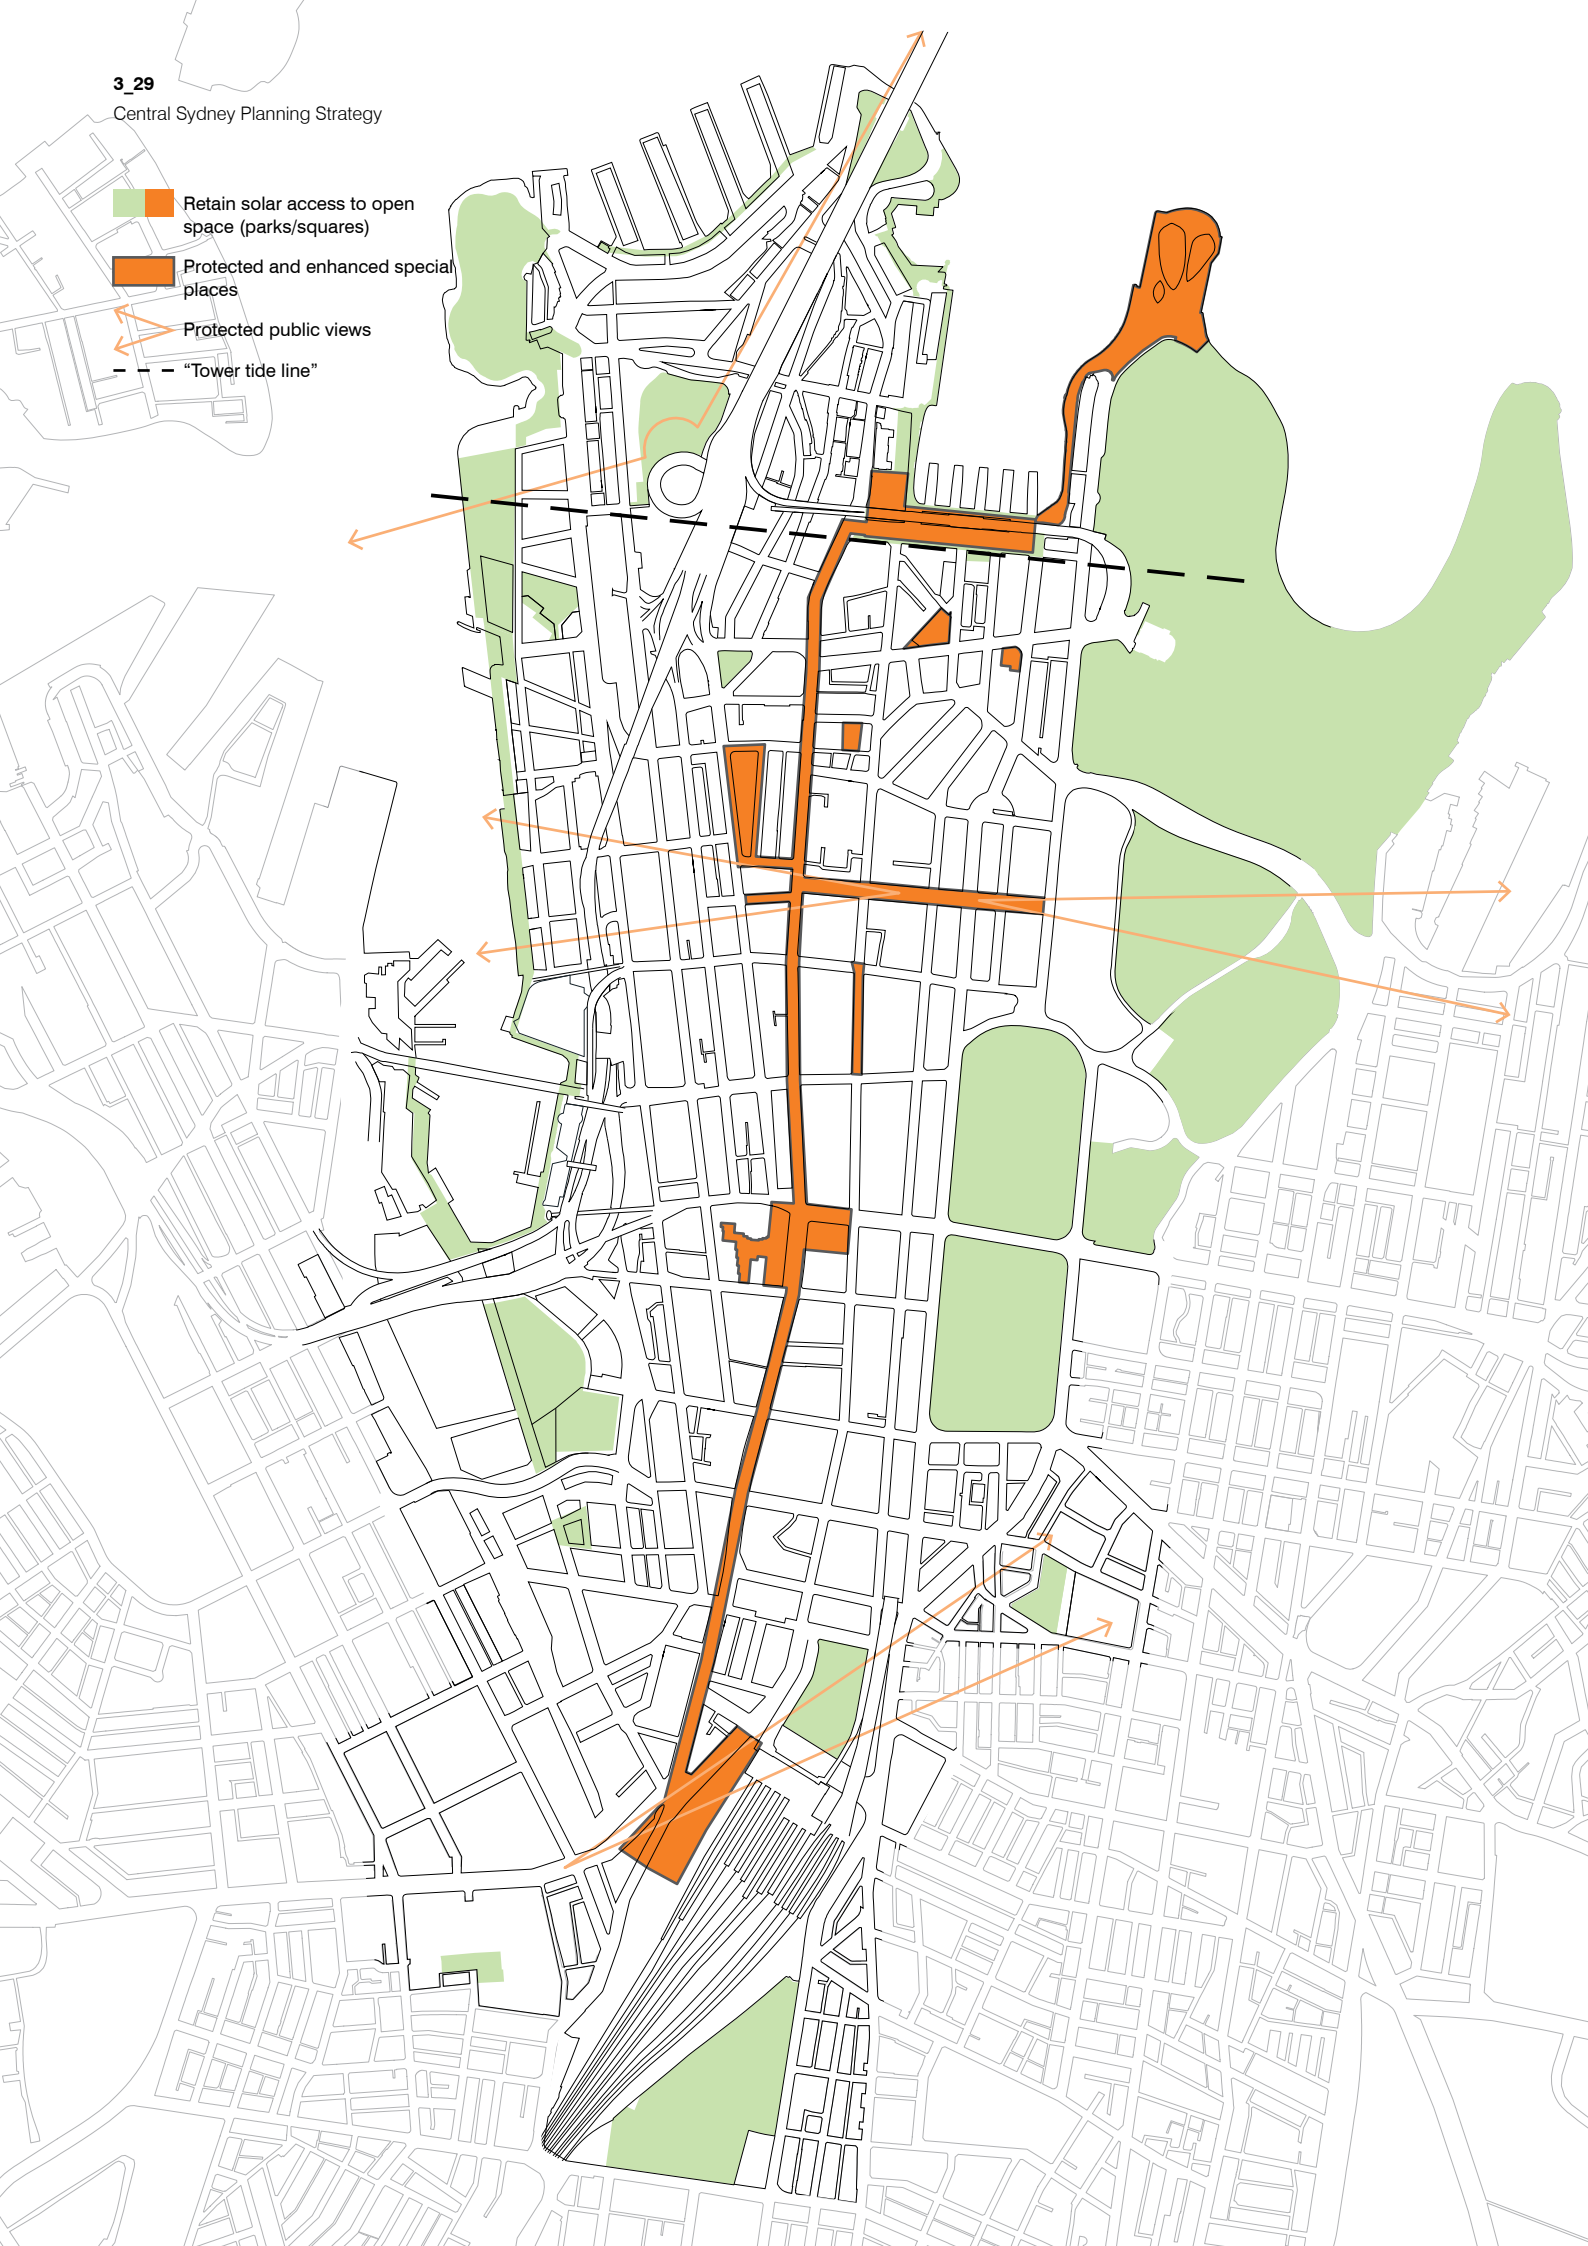 3_29
Central Sydney Planning Strategy
Retain solar access to open
space (parks/squares)
Protected and enhanced special
places
Protected public views
“Tower tide line”